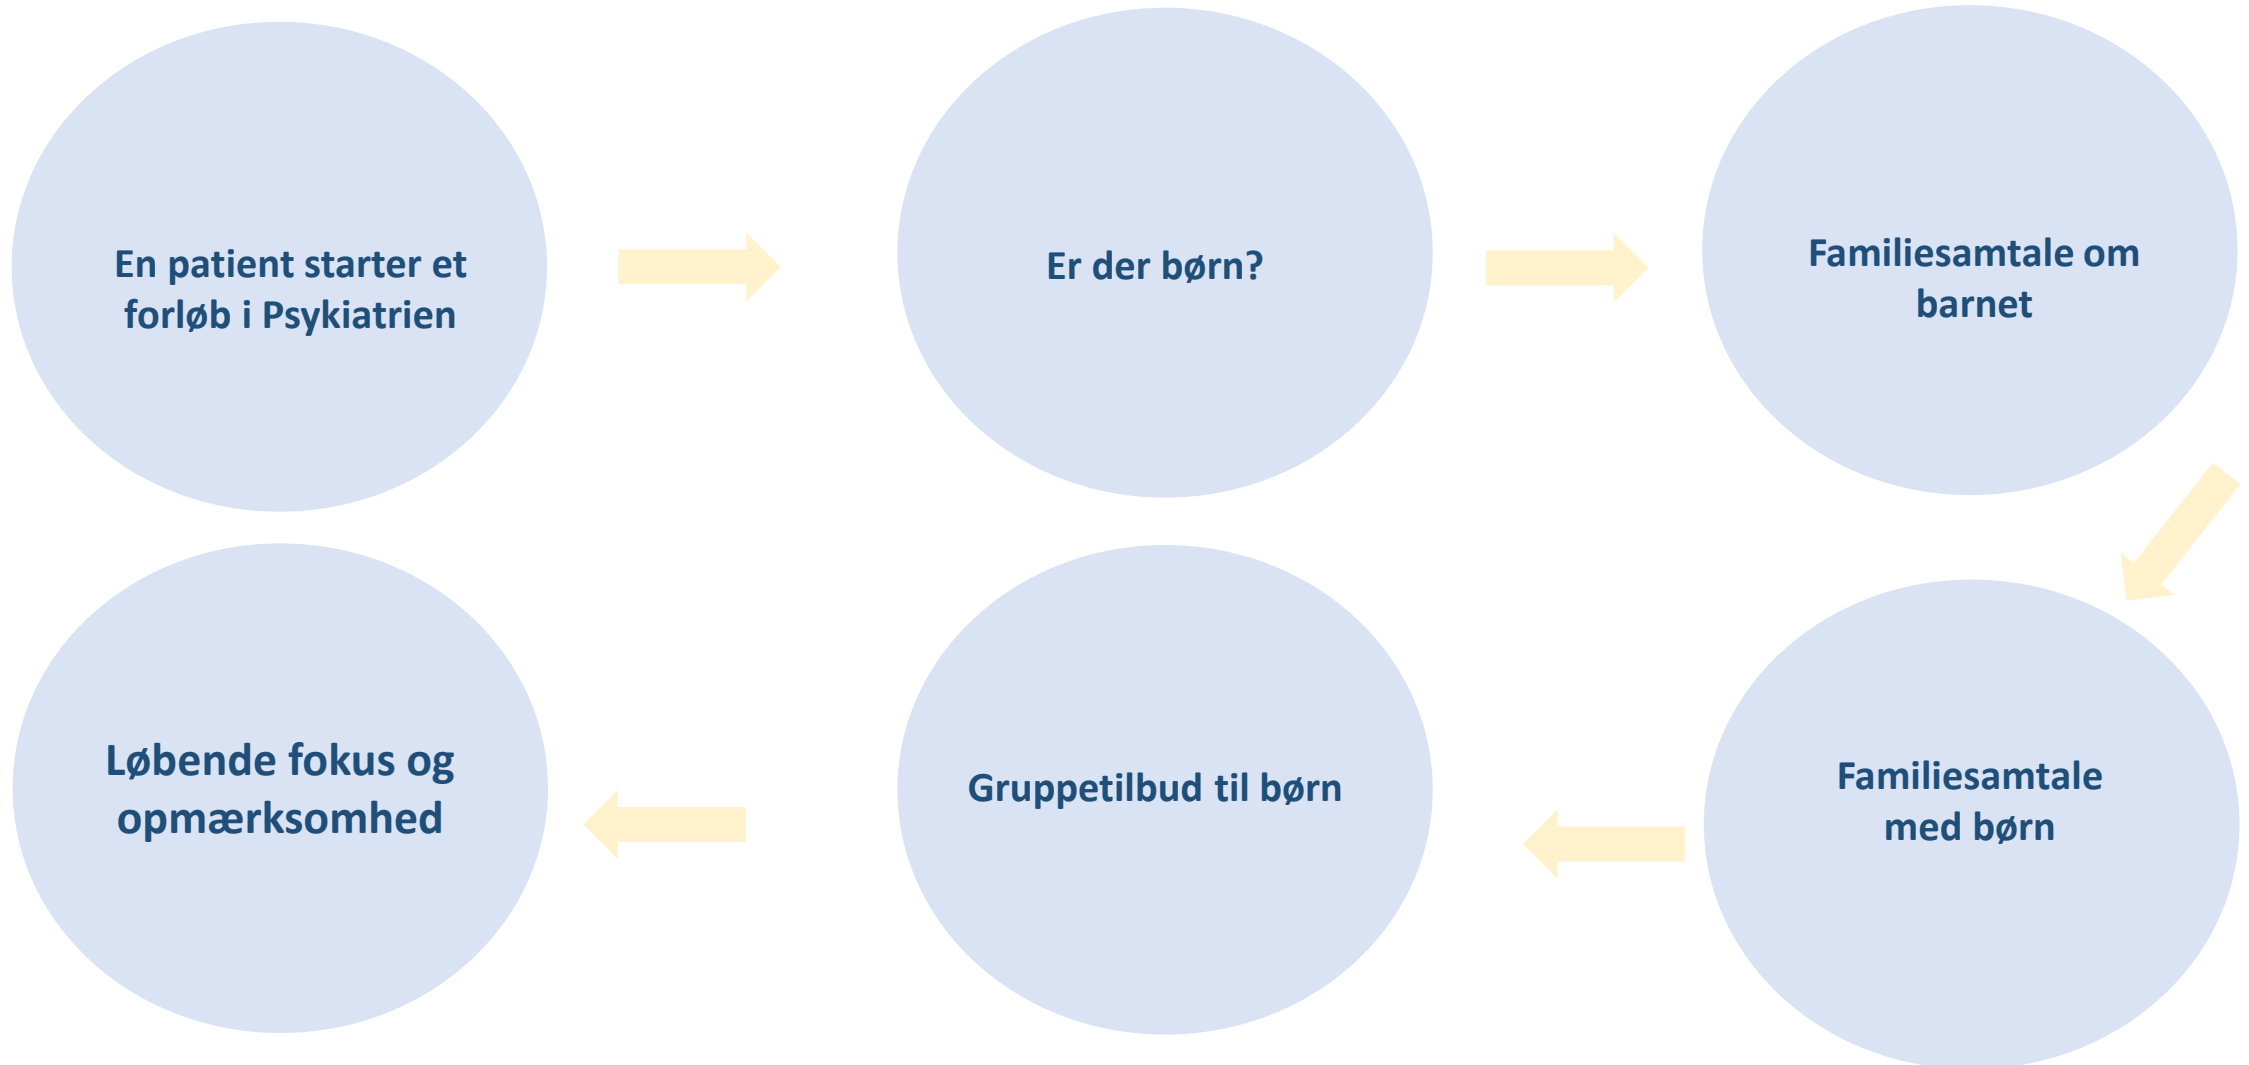 En patient starter et
forløb i Psykiatrien
Er der børn?
Familiesamtale om
barnet
Familiesamtale
med børn
Gruppetilbud til børn
Løbende fokus og
opmærksomhed